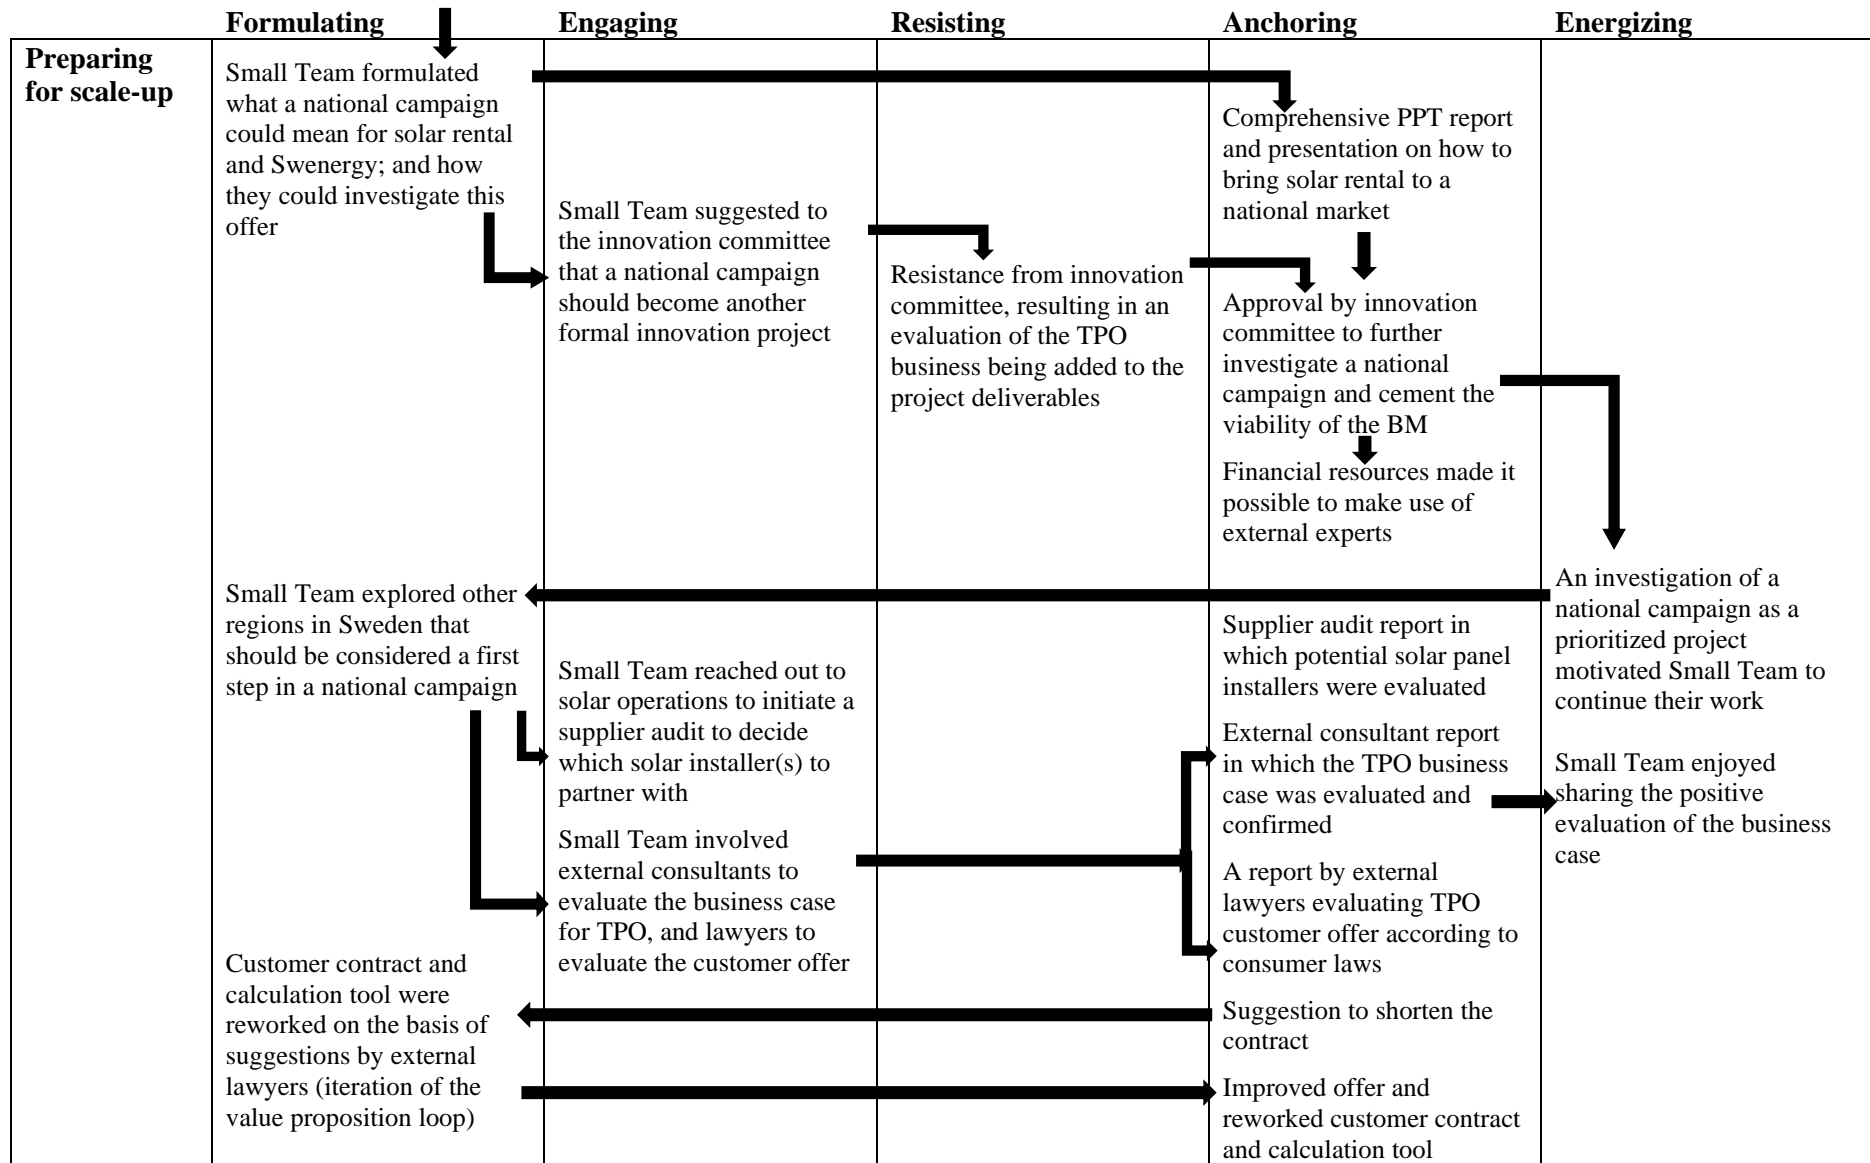 Formulating
Engaging
Resisting
Anchoring
Energizing
Preparing
for scale-up
Small Team formulated
what a national campaign
could mean for solar rental
and Swenergy; and how
they could investigate this
offer
Small Team suggested to
the innovation committee
that a national campaign
should become another
formal innovation project
Resistance from innovation
committee, resulting in an
evaluation of the TPO
business being added to the
project deliverables
Comprehensive PPT report
and presentation on how to
bring solar rental to a
national market
Approval by innovation
committee to further
investigate a national
campaign and cement the
viability of the BM
Financial resources made it
possible to make use of
external experts
An investigation of a
national campaign as a
prioritized project
motivated Small Team to
continue their work
Small Team explored other
regions in Sweden that
should be considered a first
step in a national campaign
Small Team reached out to
solar operations to initiate a
supplier audit to decide
which solar installer(s) to
partner with
Small Team involved
external consultants to
evaluate the business case
for TPO, and lawyers to
evaluate the customer offer
Supplier audit report in
which potential solar panel
installers were evaluated
External consultant report
in which the TPO business
case was evaluated and
confirmed
A report by external
lawyers evaluating TPO
customer offer according to
consumer laws
Small Team enjoyed
sharing the positive
evaluation of the business
case
Suggestion to shorten the
contract
Customer contract and
calculation tool were
reworked on the basis of
suggestions by external
lawyers (iteration of the
value proposition loop)
Improved offer and
reworked customer contract
and calculation tool